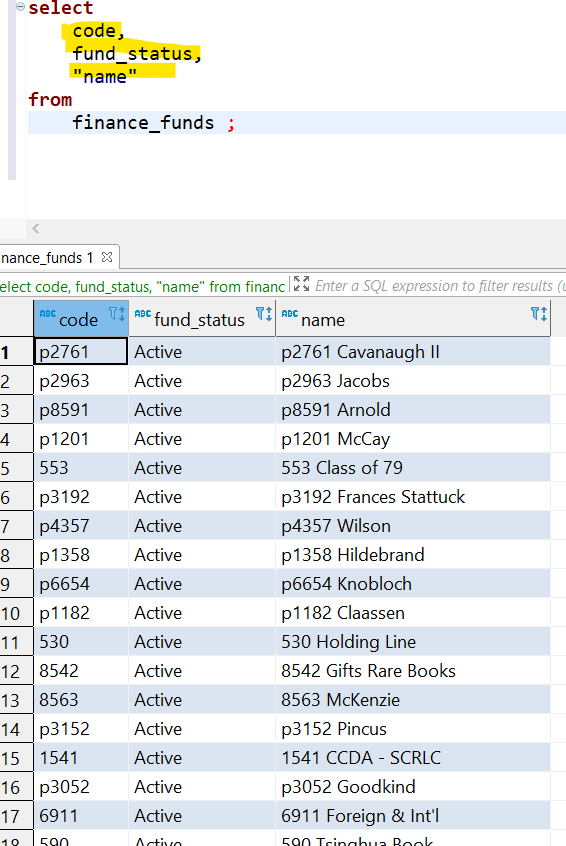 select
code,
fund_status,
"name"
from
finance_funds ;
nance_funds 1
elect code, fund_status, "name" from financ Enter a SQL expression to filter results (u
ABC code ABC fund_status ABC name
1 p2761 Active p2761 Cavanaugh II
2 p2963 Active p2963 Jacobs
3 p8591 Active p8591 Arnold
4 p1201 Active p1201 McCay
5 553 Active 553 Class of 79
6 p3192 Active p3192 Frances Stattuck
7 p4357 Active p4357 Wilson
8 p1358 Active p1358 Hildebrand
9 p6654 Active p6654 Knobloch
10 p1182 Active p1182 Claassen
11 530 Active 530 Holding Line
12 8542 Active 8542 Gifts Rare Books
13 8563 Active 8563 McKenzie
14 p3152 Active p3152 Pincus
15 1541 Active 1541 CCDA - SCRLC
16 p3052 Active p3052 Goodkind
17 6911 Active 6911 Foreign & Int'l
18 590 Active 590 Tsinghua Book